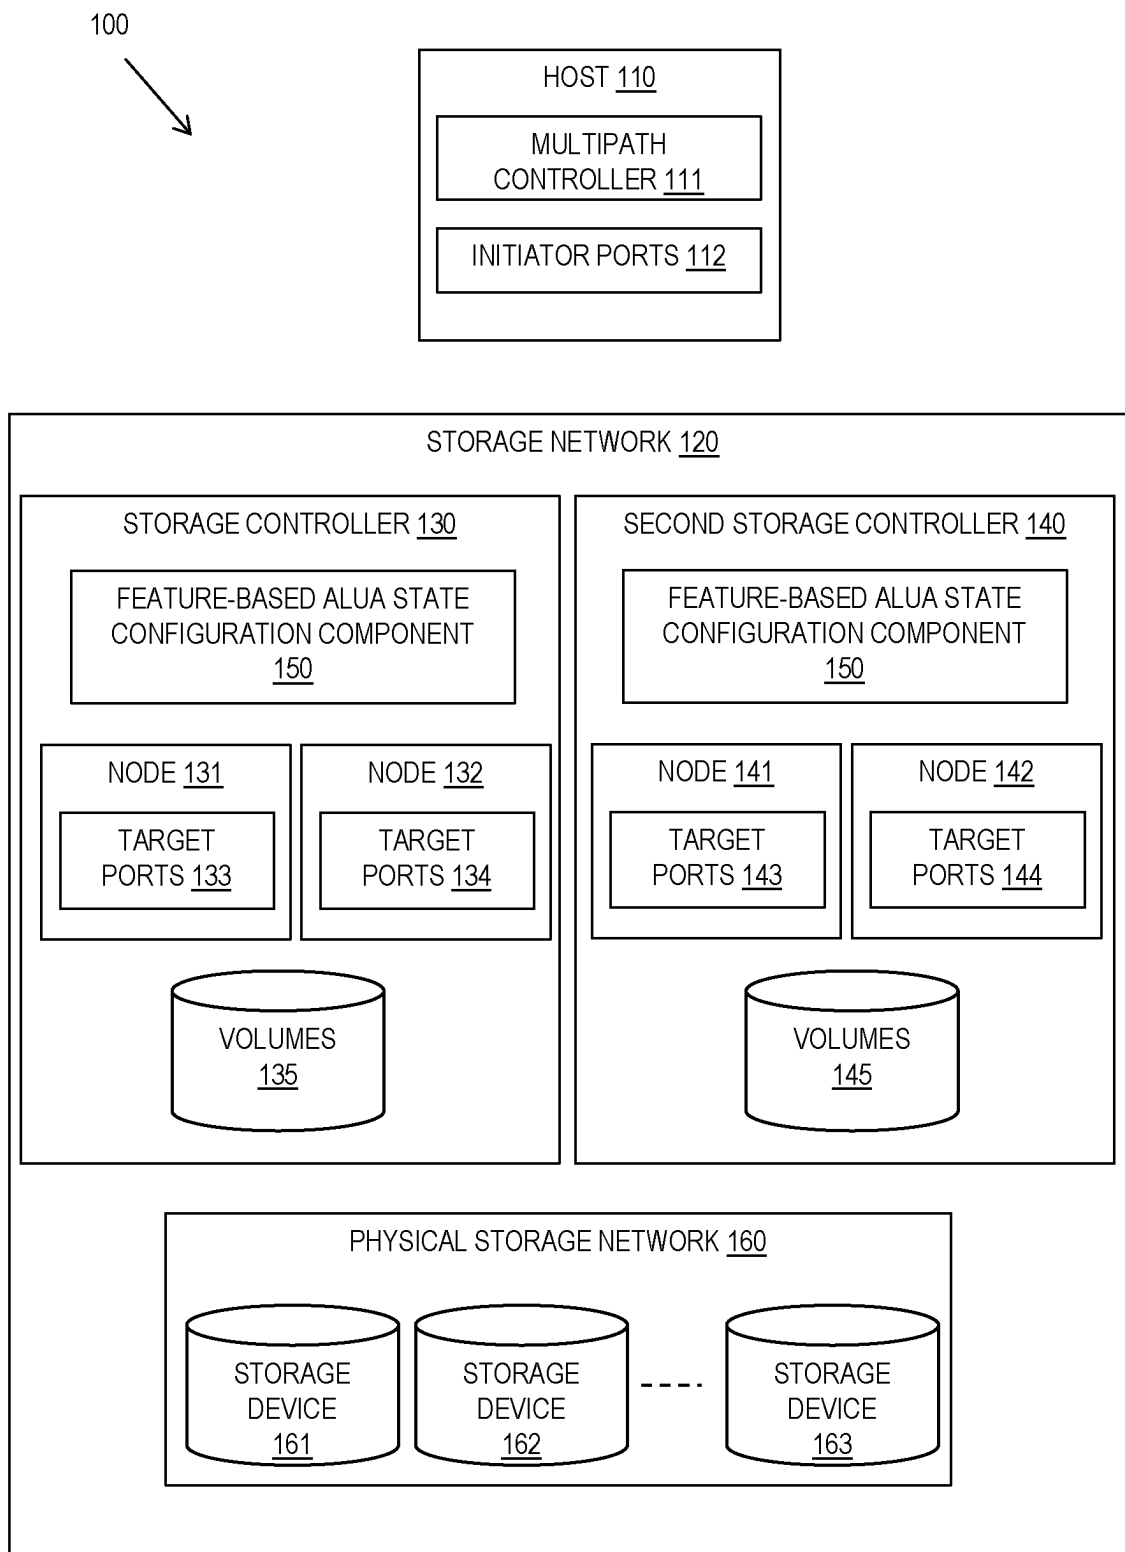 100
HOST 110
MULTIPATH
CONTROLLER 111
INITIATOR PORTS 112
STORAGE NETWORK 120
STORAGE CONTROLLER 130
FEATURE-BASED ALUA STATE
CONFIGURATION COMPONENT
150
NODE 131
TARGET
PORTS 133
NODE 132
TARGET
PORTS 134
VOLUMES
135
SECOND STORAGE CONTROLLER 140
FEATURE-BASED ALUA STATE
CONFIGURATION COMPONENT
150
NODE 141
TARGET
PORTS 143
NODE 142
TARGET
PORTS 144
VOLUMES
145
PHYSICAL STORAGE NETWORK 160
STORAGE
DEVICE
161
STORAGE
DEVICE
162
STORAGE
DEVICE
163